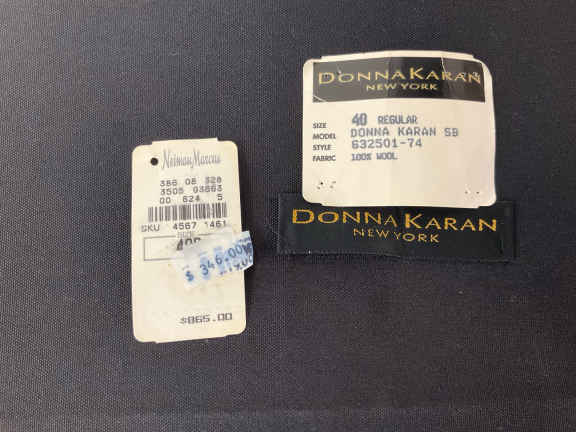 Neiman Marcus
386 08 328
3505 03863
00 824 5
SKU 4567 1461
SIZE
$ 346.00
$865.00
DONNA KARAN
NEW YORK
SIZE 40 REGULAR
MODEL DONNA KARAN SB
STYLE 632501-74
FABRIC 100% WOOL
DONNA KARAN
NEW YORK